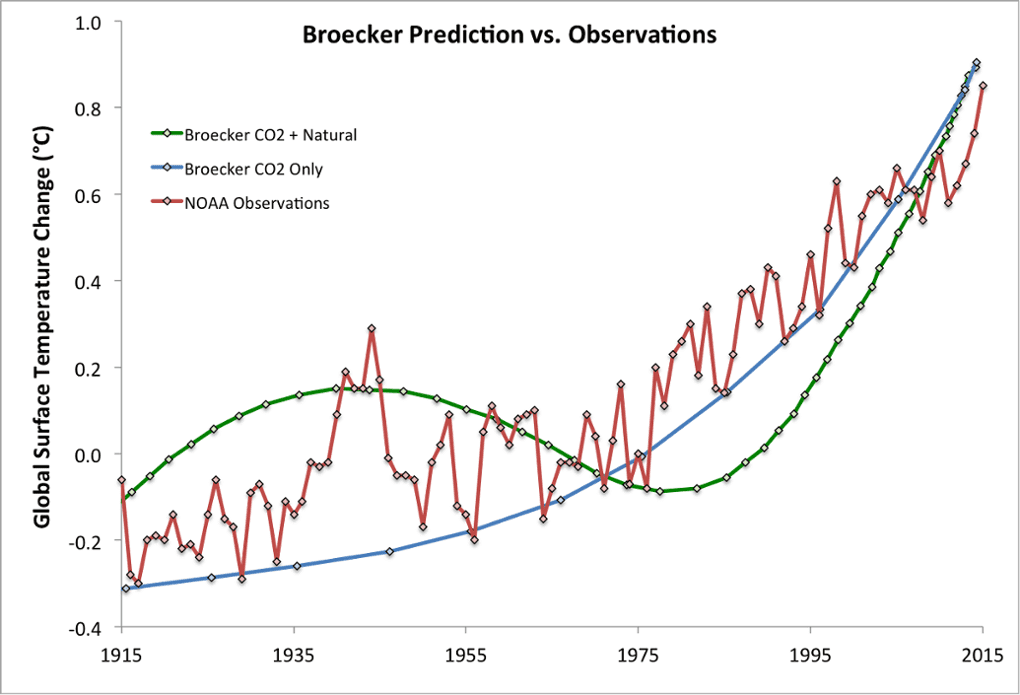 Broecker Prediction vs. Observations
Broecker CO2 + Natural
Broecker CO2 Only
NOAA Observations
Global Surface Temperature Change (°C)
1.0
0.8
0.6
0.4
0.2
0.0
-0.2
-0.4
1915
1935
1955
1975
1995
2015